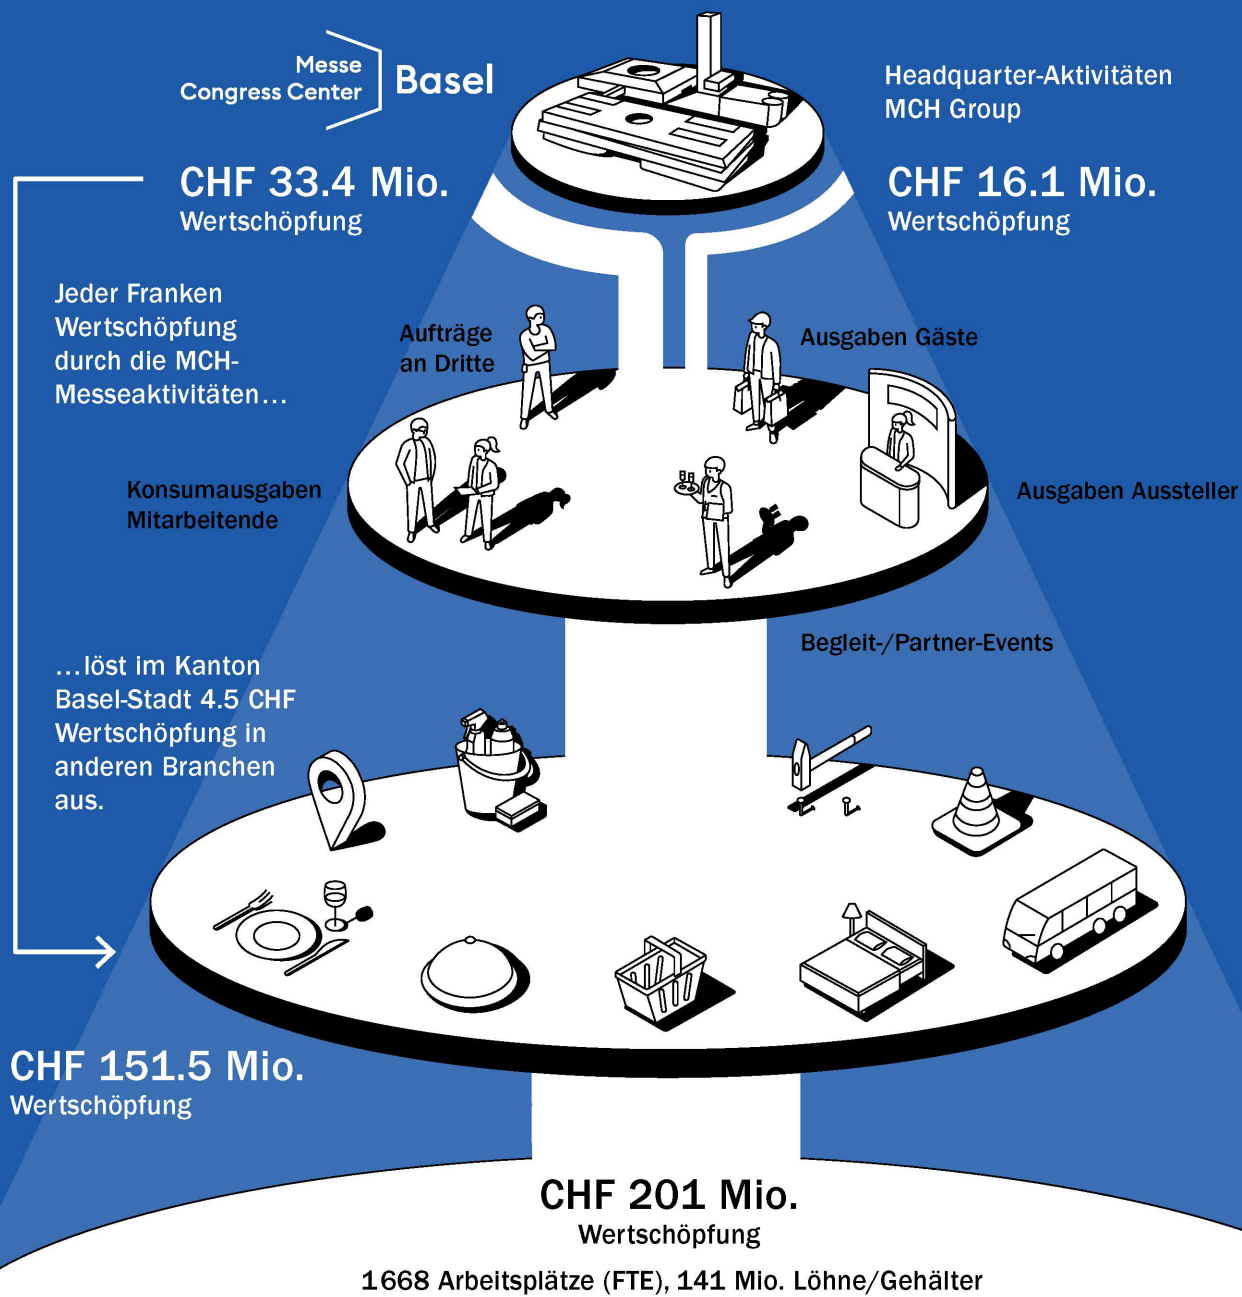 Messe
Congress Center
Basel
Headquarter-Aktivitäten
MCH Group
CHF 33.4 Mio.
Wertschöpfung
CHF 16.1 Mio.
Wertschöpfung
Jeder Franken
Wertschöpfung
durch die MCH-
Messeaktivitäten...
Aufträge
an Dritte
Ausgaben Gäste
Konsumausgaben
Mitarbeitende
Ausgaben Aussteller
Begleit-/Partner-Events
...löst im Kanton
Basel-Stadt 4.5 CHF
Wertschöpfung in
anderen Branchen
aus.
CHF 151.5 Mio.
Wertschöpfung
CHF 201 Mio.
Wertschöpfung
1668 Arbeitsplätze (FTE), 141 Mio. Löhne/Gehälter